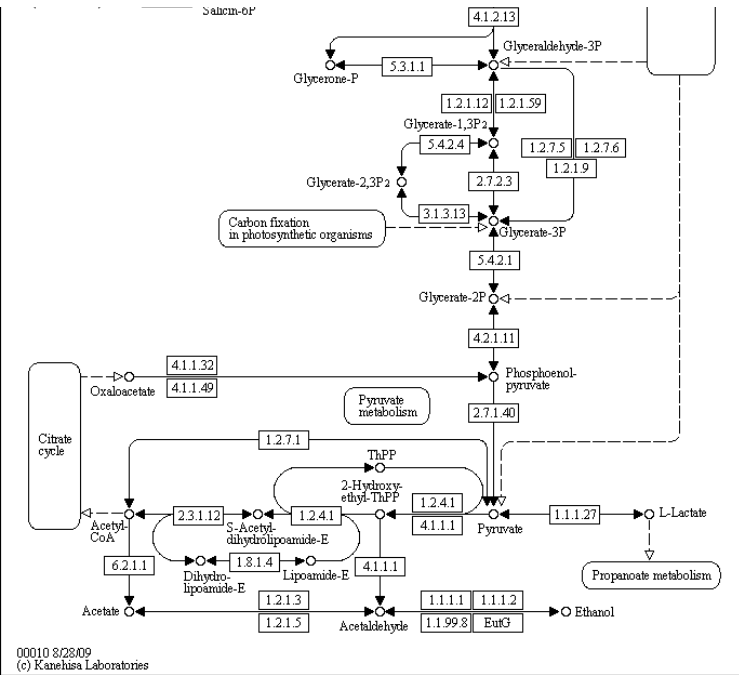 Salicin-6P
4.1.2.13
Glyceraldehyde-3P
5.3.1.1
Glycerone-P
1.2.1.12 1.2.1.59
Glycerate-1,3P2
5.4.2.4
1.2.7.5 1.2.7.6
1.2.1.9
Glycerate-2,3P2
2.7.2.3
3.1.3.13
Carbon fixation
in photosynthetic organisms
Glycerate-3P
5.4.2.1
Glycerate-2P
4.2.1.11
4.1.1.32
Oxaloacetate
4.1.1.49
Phosphoenol-
pyruvate
Pyruvate
metabolism
2.7.1.40
Citrate
cycle
1.2.7.1
ThPP
2-Hydroxy-
ethyl-ThPP
1.2.4.1
Acetyl-
CoA
2.3.1.12
S-Acetyl-
dihydrolipoamide-E
1.2.4.1
4.1.1.1
Pyruvate
1.1.1.27
L-Lactate
6.2.1.1
Dihydro-
lipoamide-E
1.8.1.4
Lipoamide-E
4.1.1.1
Propanoate metabolism
Acetate
1.2.1.3
1.2.1.5
Acetaldehyde
1.1.1.1 1.1.1.2
1.1.99.8 EutG
Ethanol
00010 8/28/09
(c) Kanehisa Laboratories